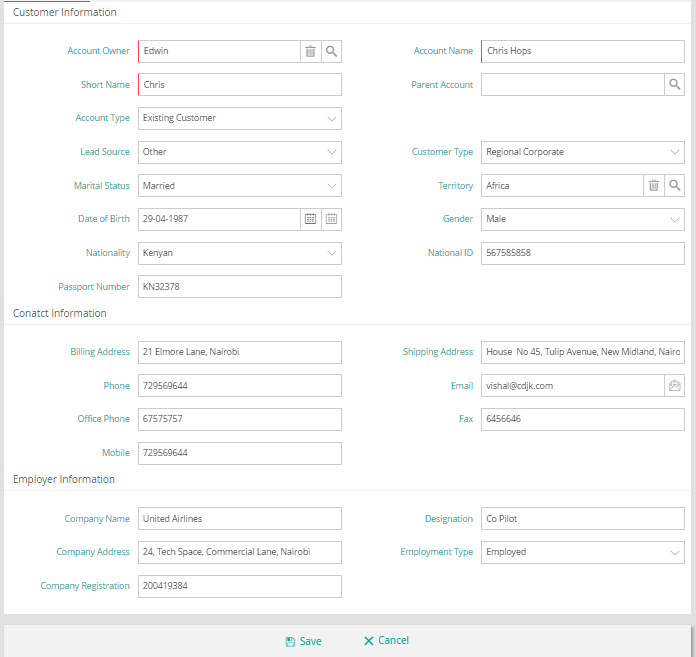 Customer Information
Account Owner Edwin Account Name Chris Hops
Short Name Chris Parent Account
Account Type Existing Customer
Lead Source Other Customer Type Regional Corporate
Marital Status Married Territory Africa
Date of Birth 29-04-1987 Gender Male
Nationality Kenyan National ID 567585858
Passport Number KN32378
Conatct Information
Billing Address 21 Elmore Lane, Nairobi Shipping Address House No 45, Tulip Avenue, New Midland, Nairo
Phone 729569644 Email vishal@cdjk.com
Office Phone 67575757 Fax 6456646
Mobile 729569644
Employer Information
Company Name United Airlines Designation Co Pilot
Company Address 24, Tech Space, Commercial Lane, Nairobi Employment Type Employed
Company Registration 200419384
Save Cancel